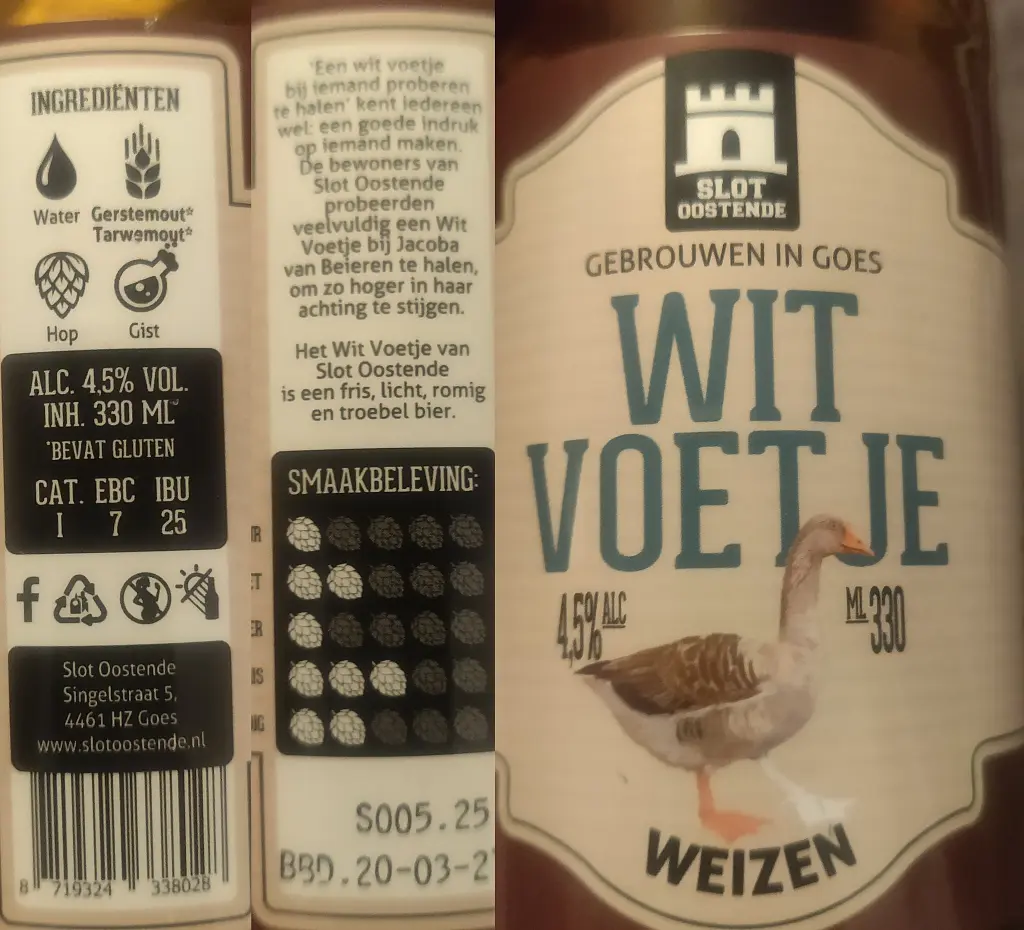 INGREDIËNTEN
Water
Gerstemout*
Tarwemout*
Hop
Gist
ALC. 4,5% VOL.
INH. 330 ML
*BEVAT GLUTEN
CAT. EBC IBU
I 7 25
Slot Oostende
Singelstraat 5,
4461 HZ Goes
www.slotoostende.nl
8 719324 338028
'Een wit voetje
bij iemand proberen
te halen' kent iedereen
wel: een goede indruk
op iemand maken.
De bewoners van
Slot Oostende
probeerden
veelvuldig een Wit
Voetje bij Jacoba
van Beieren te halen,
om zo hoger in haar
achting te stijgen.
Het Wit Voetje van
Slot Oostende
is een fris, licht, romig
en troebel bier.
SMAAKBELEVING:
S005.25
BBD.20-03-2
SLOT
OOSTENDE
GEBROUWEN IN GOES
WIT
VOETJE
4,5% ALC
ML 330
WEIZEN